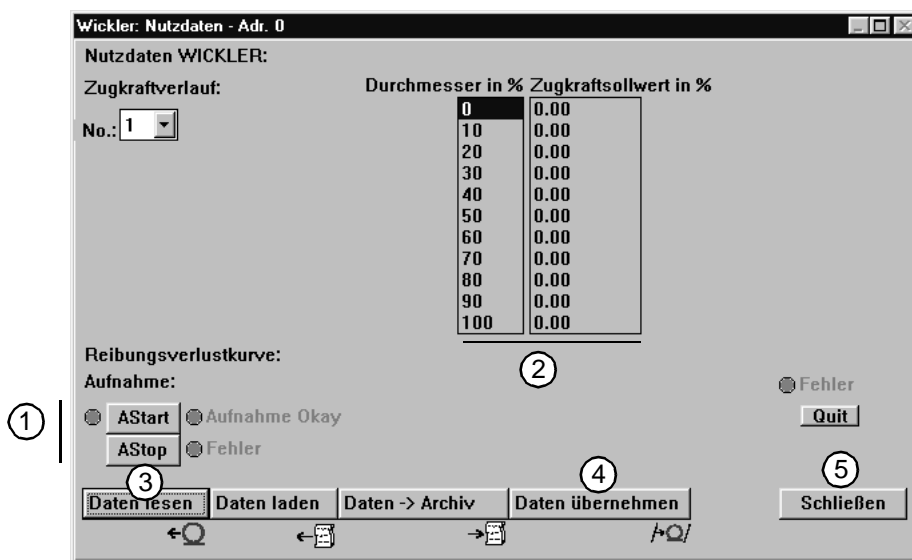 Wickler: Nutzdaten - Adr. 0
Nutzdaten WICKLER:
Zugkraftverlauf:
Durchmesser in % Zugkraftsollwert in %
No.: 1
0 0.00
10 0.00
20 0.00
30 0.00
40 0.00
50 0.00
60 0.00
70 0.00
80 0.00
90 0.00
100 0.00
Reibungsverlustkurve:
2
Aufnahme:
Fehler
1
AStart Aufnahme Okay
Quit
AStop Fehler
3
4
5
Daten lesen Daten laden Daten -> Archiv Daten übernehmen Schließen